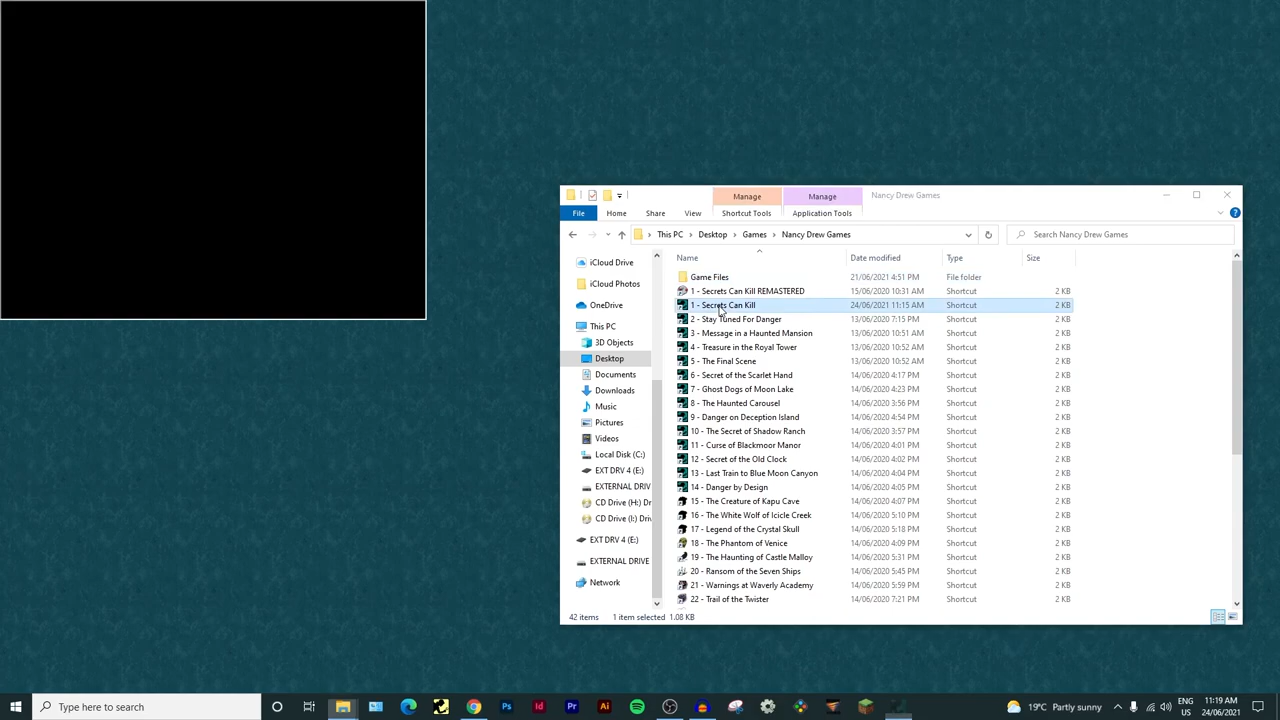 Manage
Manage
Nancy Drew Games
File
Home
Share
View
Shortcut Tools
Application Tools
This PC
Desktop
Games
Nancy Drew Games
Search Nancy Drew Games
Name
Date modified
Type
Size
iCloud Drive
iCloud Photos
OneDrive
This PC
3D Objects
Desktop
Documents
Downloads
Music
Pictures
Videos
Local Disk (C:)
EXT DRV 4 (E:)
EXTERNAL DRIV
CD Drive (H:) Dr
CD Drive (I:) Dr
EXT DRV 4 (E:)
EXTERNAL DRIVE
Network
Game Files 21/06/2021 4:51 PM File folder
1 - Secrets Can Kill REMASTERED 15/06/2020 10:31 AM Shortcut 2 KB
1 - Secrets Can Kill 24/06/2021 11:15 AM Shortcut 2 KB
2 - Stay Tuned For Danger 13/06/2020 7:15 PM Shortcut 2 KB
3 - Message in a Haunted Mansion 13/06/2020 10:51 AM Shortcut 2 KB
4 - Treasure in the Royal Tower 13/06/2020 10:52 AM Shortcut 2 KB
5 - The Final Scene 13/06/2020 10:52 AM Shortcut 2 KB
6 - Secret of the Scarlet Hand 14/06/2020 4:17 PM Shortcut 2 KB
7 - Ghost Dogs of Moon Lake 14/06/2020 4:23 PM Shortcut 2 KB
8 - The Haunted Carousel 14/06/2020 3:56 PM Shortcut 2 KB
9 - Danger on Deception Island 14/06/2020 4:54 PM Shortcut 2 KB
10 - The Secret of Shadow Ranch 14/06/2020 3:57 PM Shortcut 2 KB
11 - Curse of Blackmoor Manor 14/06/2020 4:01 PM Shortcut 2 KB
12 - Secret of the Old Clock 14/06/2020 4:02 PM Shortcut 2 KB
13 - Last Train to Blue Moon Canyon 14/06/2020 4:04 PM Shortcut 2 KB
14 - Danger by Design 14/06/2020 4:05 PM Shortcut 2 KB
15 - The Creature of Kapu Cave 14/06/2020 4:07 PM Shortcut 2 KB
16 - The White Wolf of Icicle Creek 14/06/2020 5:10 PM Shortcut 2 KB
17 - Legend of the Crystal Skull 14/06/2020 5:18 PM Shortcut 2 KB
18 - The Phantom of Venice 14/06/2020 4:09 PM Shortcut 2 KB
19 - The Haunting of Castle Malloy 14/06/2020 5:31 PM Shortcut 2 KB
20 - Ransom of the Seven Ships 14/06/2020 5:45 PM Shortcut 2 KB
21 - Warnings at Waverly Academy 14/06/2020 5:59 PM Shortcut 2 KB
22 - Trail of the Twister 14/06/2020 7:21 PM Shortcut 2 KB
42 items 1 item selected 1.08 KB
Type here to search
Ps
Id
Pr
Ai
19°C Partly sunny
ENG
US
11:19 AM
24/06/2021